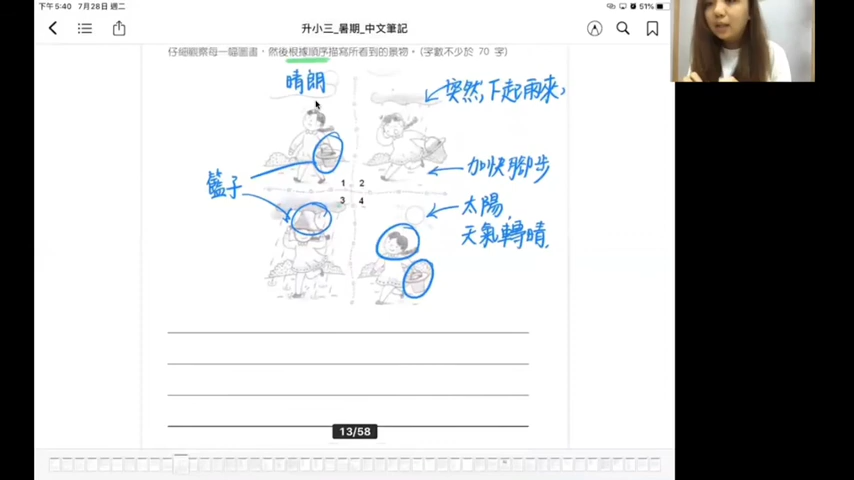 下午5:40 7月28日 週二
51%
升小三_暑期_中文筆記
仔細觀察每一幅圖畫，然後根據順序描寫所看到的景物。(字數不少於 70 字)
晴朗
突然,下起雨來,
籃子
加快腳步
1 2
3 4
太陽,
天氣轉晴,
13/58